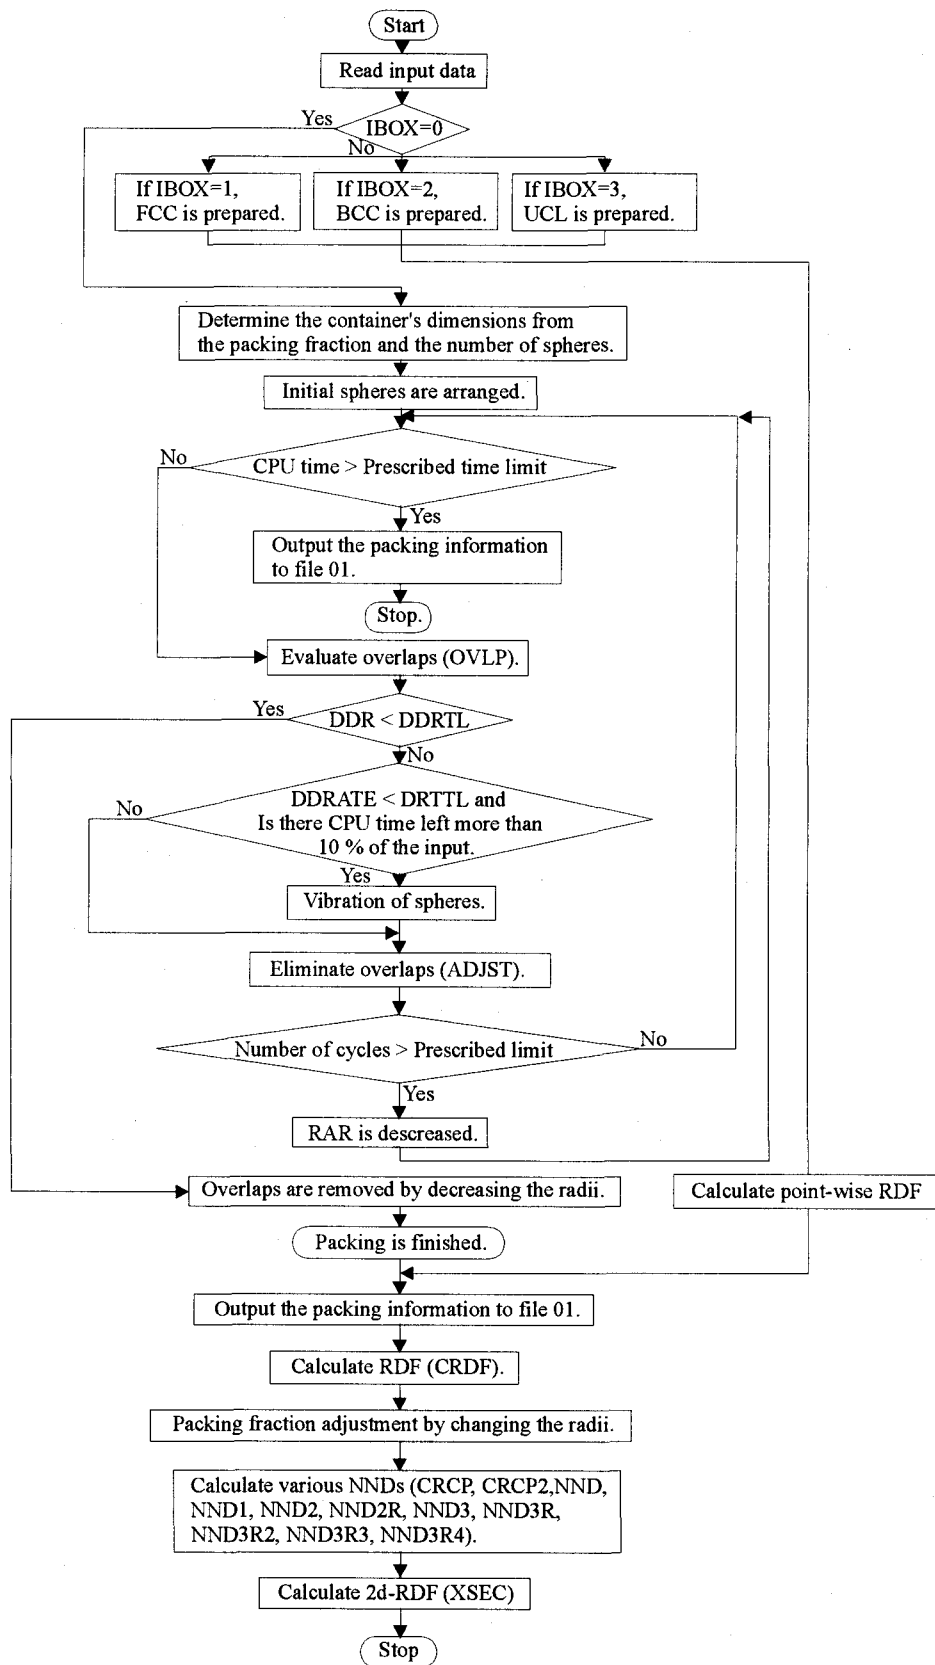 Start
Read input data
Yes
IBOX=0
No
If IBOX=1,
FCC is prepared.
If IBOX=2,
BCC is prepared.
If IBOX=3,
UCL is prepared.
Determine the container's dimensions from
the packing fraction and the number of spheres.
Initial spheres are arranged.
No
CPU time > Prescribed time limit
Yes
Output the packing information
to file 01.
Stop.
Evaluate overlaps (OVLP).
Yes
DDR < DDRTL
No
No
DDRATE < DRTTL and
Is there CPU time left more than
10 % of the input.
Yes
Vibration of spheres.
Eliminate overlaps (ADJST).
Number of cycles > Prescribed limit
No
Yes
RAR is descreased.
Overlaps are removed by decreasing the radii.
Calculate point-wise RDF
Packing is finished.
Output the packing information to file 01.
Calculate RDF (CRDF).
Packing fraction adjustment by changing the radii.
Calculate various NNDs (CRCP, CRCP2,NND,
NND1, NND2, NND2R, NND3, NND3R,
NND3R2, NND3R3, NND3R4).
Calculate 2d-RDF (XSEC)
Stop